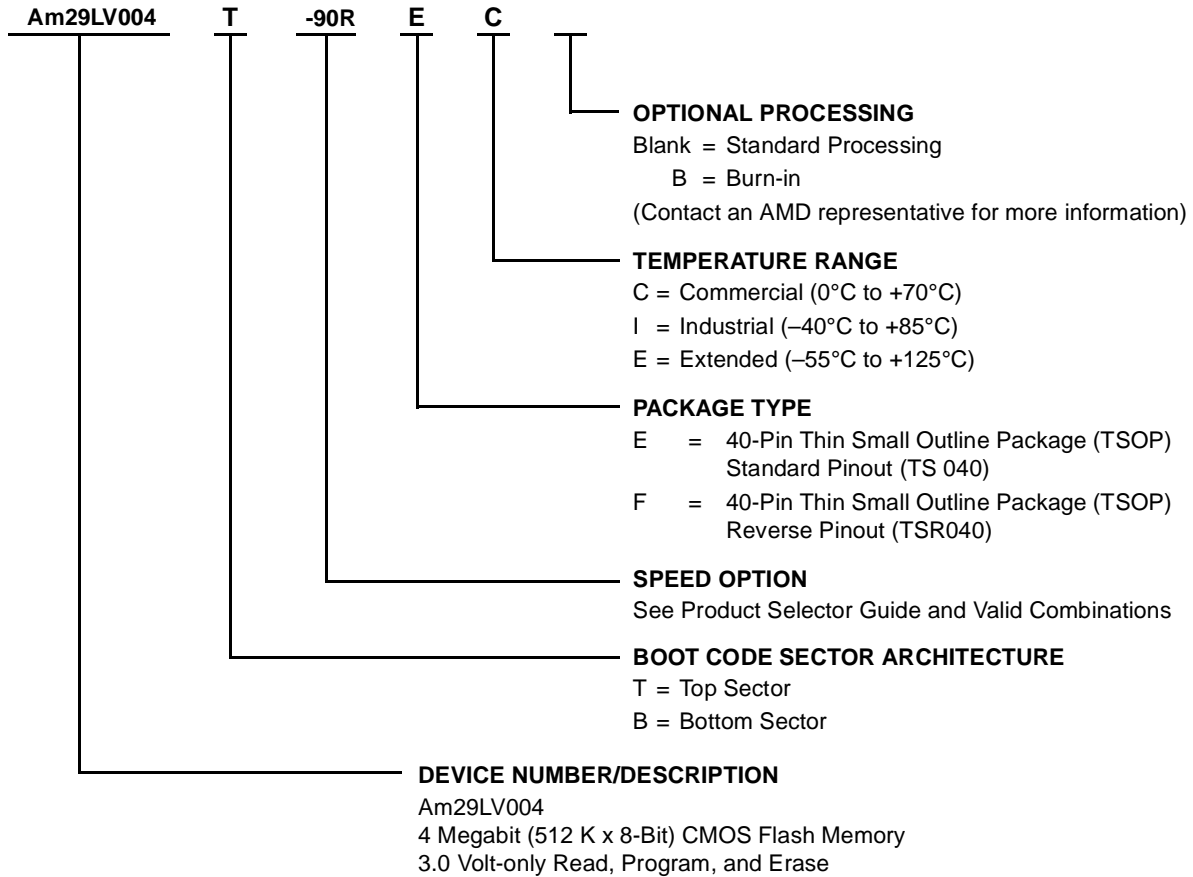 Am29LV004 T -90R E C
OPTIONAL PROCESSING
Blank = Standard Processing
B = Burn-in
(Contact an AMD representative for more information)
TEMPERATURE RANGE
C = Commercial (0°C to +70°C)
I = Industrial (–40°C to +85°C)
E = Extended (–55°C to +125°C)
PACKAGE TYPE
E = 40-Pin Thin Small Outline Package (TSOP)
Standard Pinout (TS 040)
F = 40-Pin Thin Small Outline Package (TSOP)
Reverse Pinout (TSR040)
SPEED OPTION
See Product Selector Guide and Valid Combinations
BOOT CODE SECTOR ARCHITECTURE
T = Top Sector
B = Bottom Sector
DEVICE NUMBER/DESCRIPTION
Am29LV004
4 Megabit (512 K x 8-Bit) CMOS Flash Memory
3.0 Volt-only Read, Program, and Erase